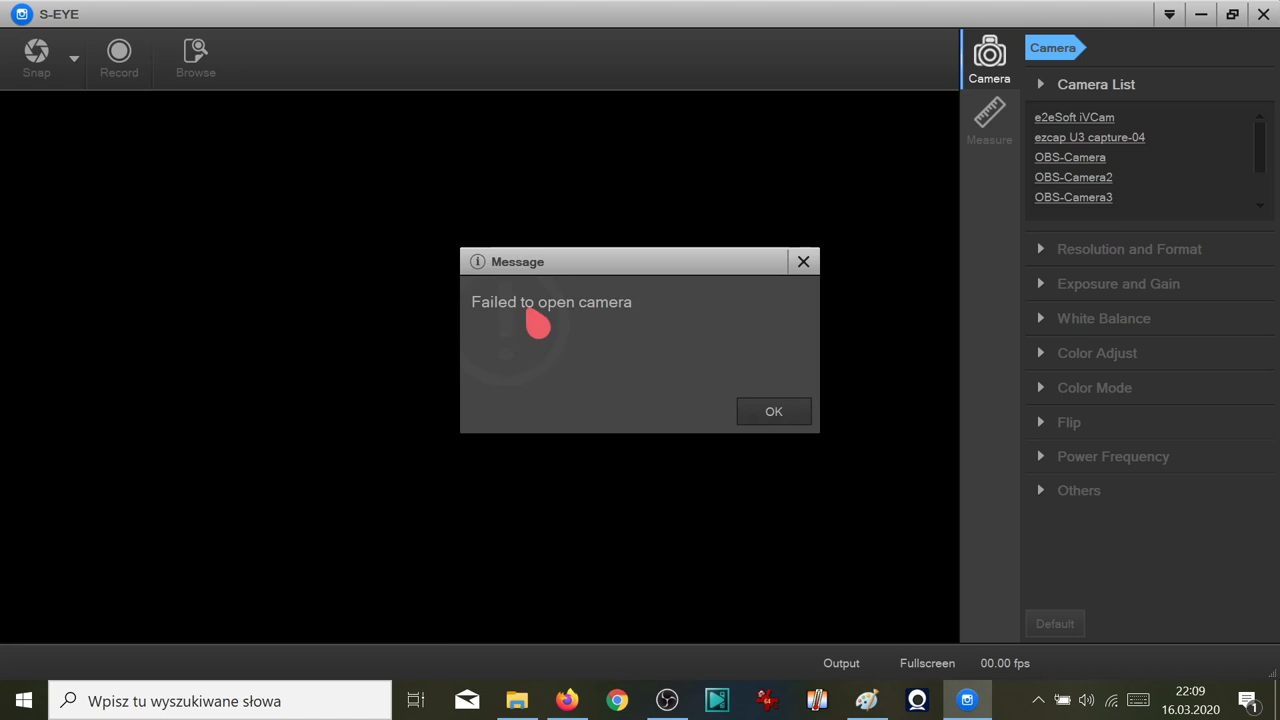 S-EYE
Snap
Record
Browse
Camera
Measure
Camera
Camera List
e2eSoft iVCam
ezcap U3 capture-04
OBS-Camera
OBS-Camera2
OBS-Camera3
Resolution and Format
Exposure and Gain
White Balance
Color Adjust
Color Mode
Flip
Power Frequency
Others
Default
Message
Failed to open camera
OK
Output
Fullscreen
00.00 fps
Wpisz tu wyszukiwane słowa
22:09
16.03.2020
1